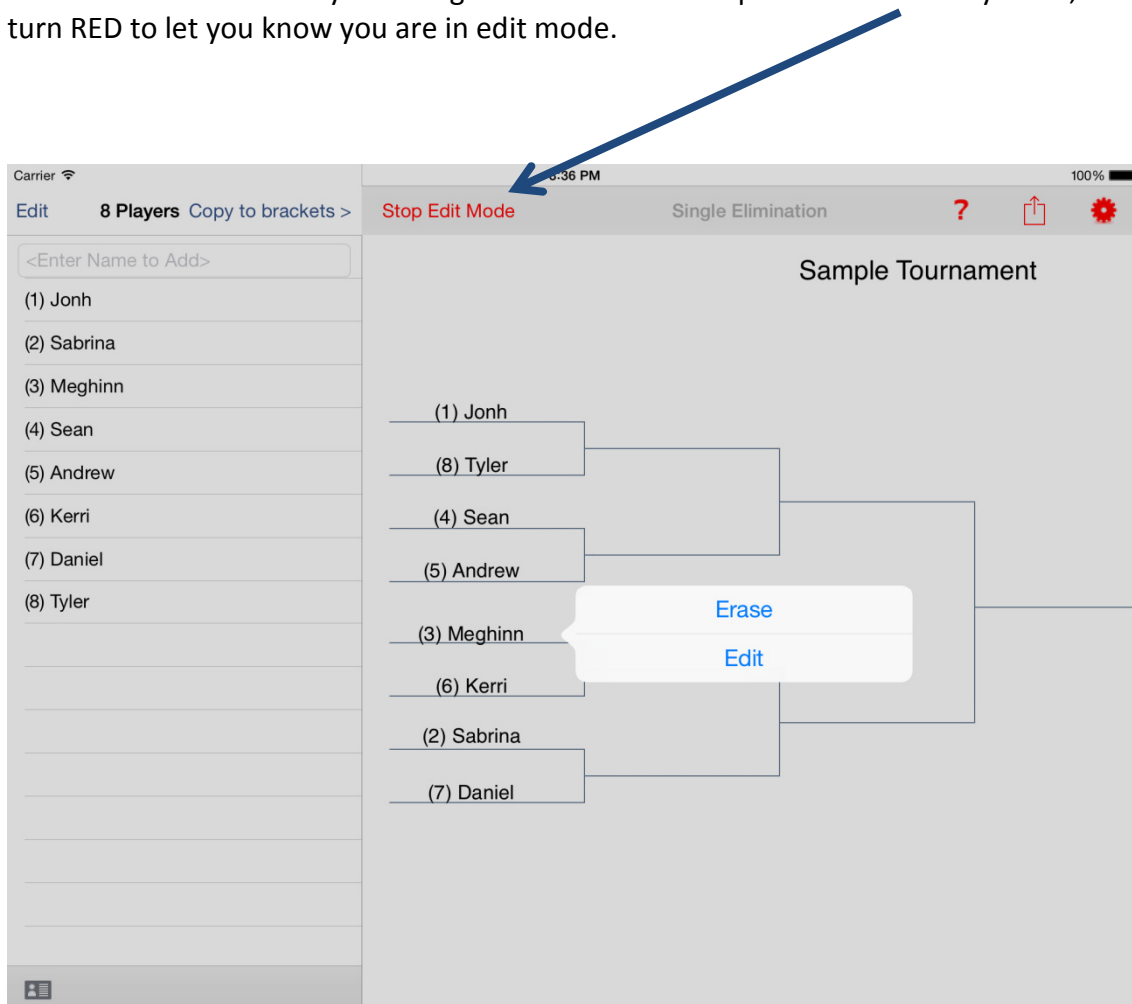 turn RED to let you know you are in edit mode.
Carrier
:36 PM
100%
Edit 8 Players Copy to brackets >
Stop Edit Mode Single Elimination ?
<Enter Name to Add>
Sample Tournament
(1) Jonh
(2) Sabrina
(3) Meghinn
(4) Sean
(5) Andrew
(6) Kerri
(7) Daniel
(8) Tyler
(1) Jonh
(8) Tyler
(4) Sean
(5) Andrew
(3) Meghinn
(6) Kerri
(2) Sabrina
(7) Daniel
Erase
Edit